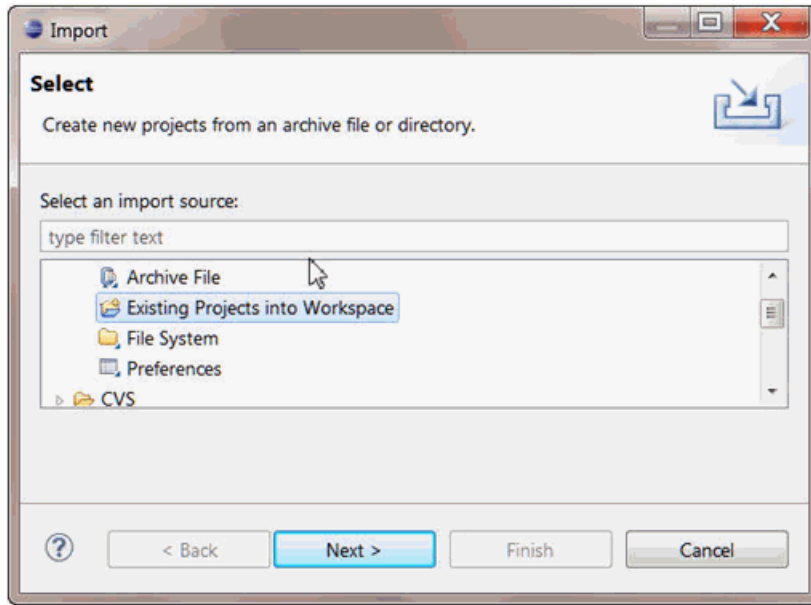 Import
Select
Create new projects from an archive file or directory.
Select an import source:
type filter text
Archive File
Existing Projects into Workspace
File System
Preferences
CVS
? < Back Next > Finish Cancel